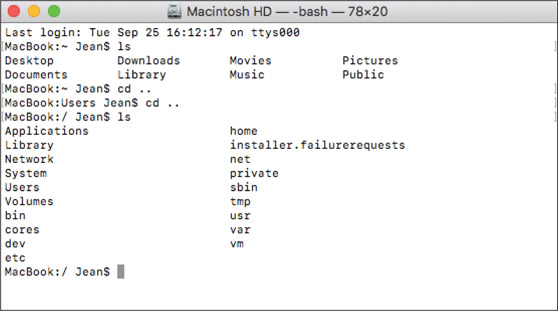 Macintosh HD — -bash — 78×20
Last login: Tue Sep 25 16:12:17 on ttys000
[MacBook:~ Jean$ ls ]
Desktop Downloads Movies Pictures
Documents Library Music Public
[MacBook:~ Jean$ cd .. ]
[MacBook:Users Jean$ cd .. ]
[MacBook:/ Jean$ ls ]
Applications home
Library installer.failurerequests
Network net
System private
Users sbin
Volumes tmp
bin usr
cores var
dev vm
etc
MacBook:/ Jean$